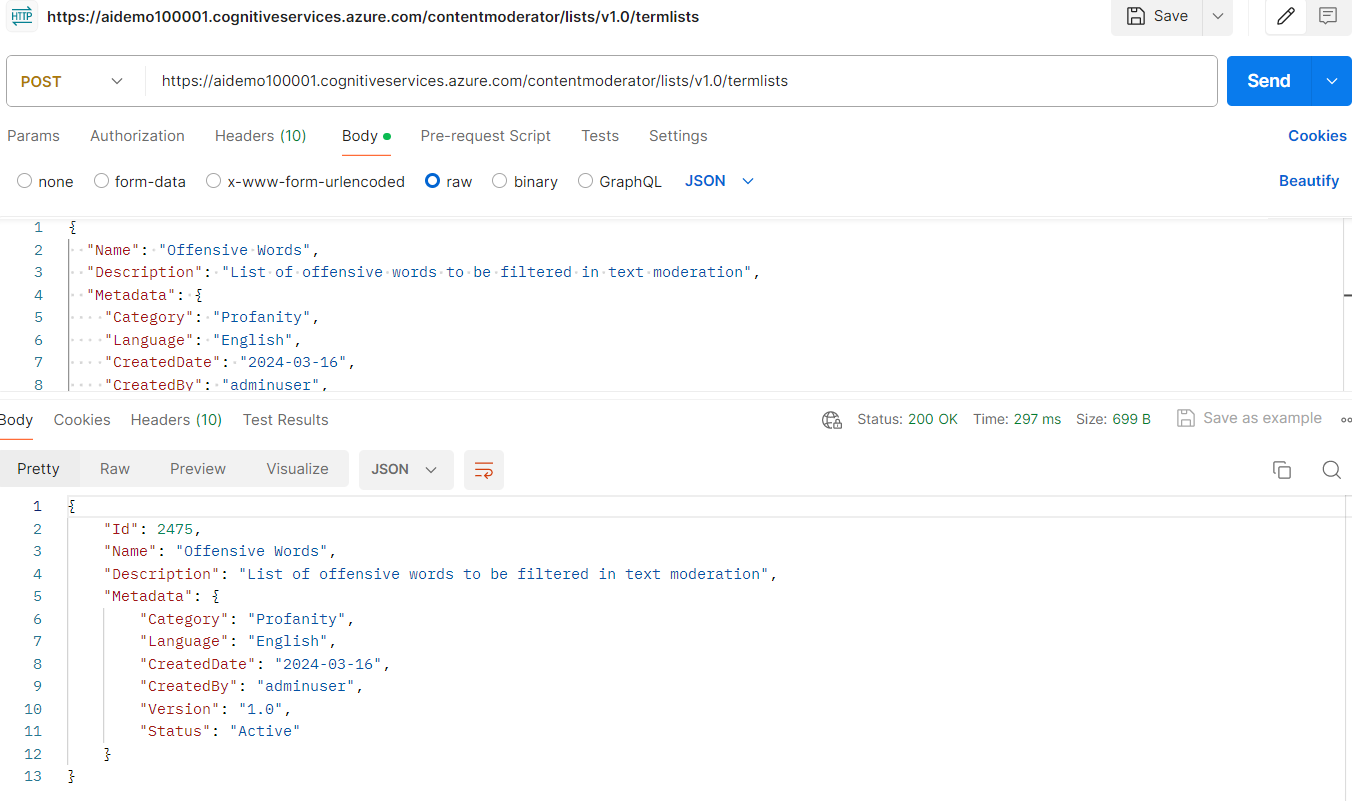 HTTP https://aidemo100001.cognitiveservices.azure.com/contentmoderator/lists/v1.0/termlists Save
POST https://aidemo100001.cognitiveservices.azure.com/contentmoderator/lists/v1.0/termlists Send
Params Authorization Headers (10) Body Pre-request Script Tests Settings Cookies
none form-data x-www-form-urlencoded raw binary GraphQL JSON Beautify
1 {
2 "Name": "Offensive Words",
3 "Description": "List of offensive words to be filtered in text moderation",
4 "Metadata": {
5 "Category": "Profanity",
6 "Language": "English",
7 "CreatedDate": "2024-03-16",
8 "CreatedBy": "adminuser",
Body Cookies Headers (10) Test Results Status: 200 OK Time: 297 ms Size: 699 B Save as example
Pretty Raw Preview Visualize JSON
1 {
2 "Id": 2475,
3 "Name": "Offensive Words",
4 "Description": "List of offensive words to be filtered in text moderation",
5 "Metadata": {
6 "Category": "Profanity",
7 "Language": "English",
8 "CreatedDate": "2024-03-16",
9 "CreatedBy": "adminuser",
10 "Version": "1.0",
11 "Status": "Active"
12 }
13 }